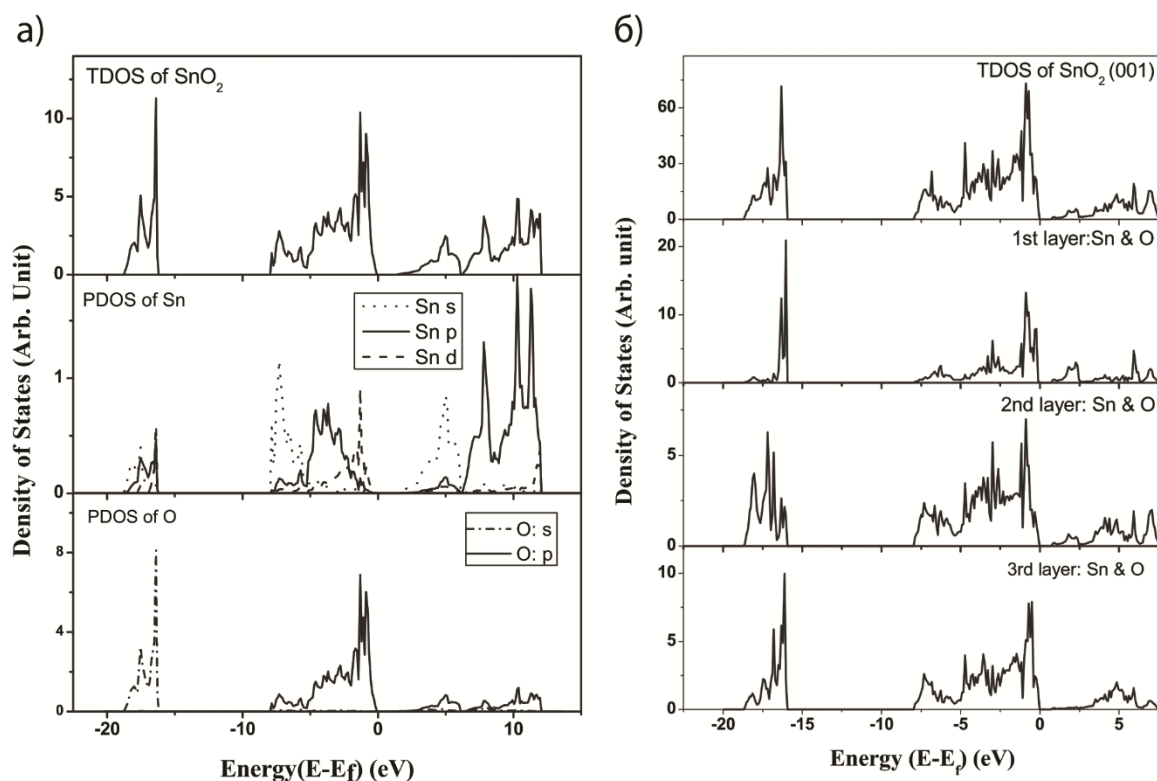 а)
TDOS of SnO₂
10
5
0
PDOS of Sn
Sn s
Sn p
Sn d
1
0
PDOS of O
O: s
O: p
8
4
0
-20
-10
0
10
Energy(E-Ef) (eV)
Density of States (Arb. Unit)
б)
TDOS of SnO₂ (001)
60
30
0
1st layer:Sn & O
20
10
0
2nd layer: Sn & O
5
0
3rd layer: Sn & O
10
5
0
-20
-15
-10
-5
0
5
Energy (E-E_f) (eV)
Density of States (Arb. unit)